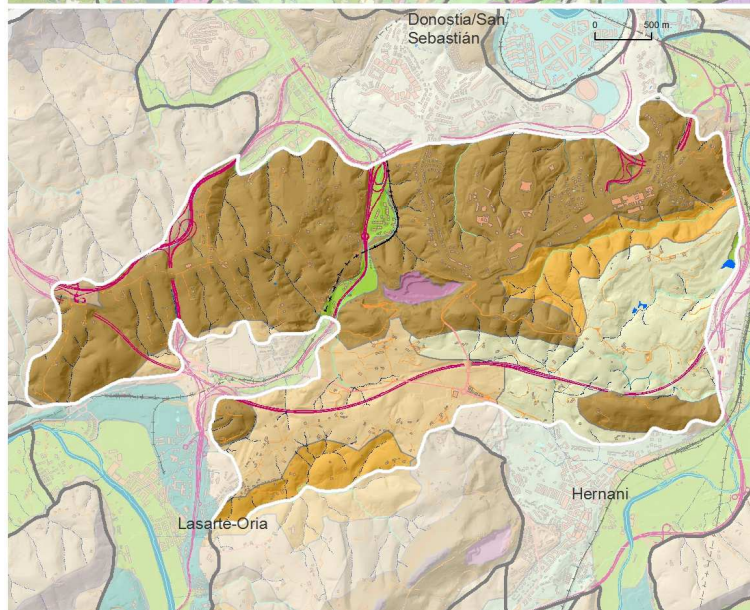 Donostia/San
Sebastián
0 500 m
Hernani
Lasarte-Oria